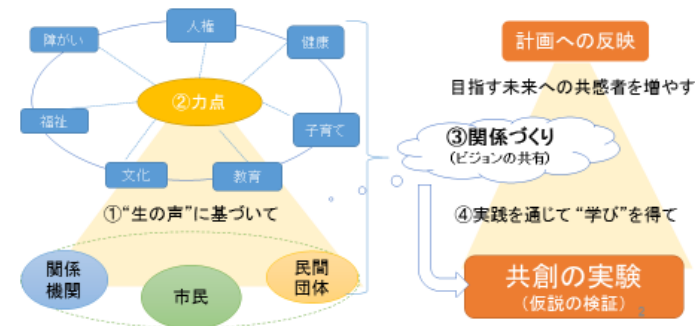 人権
障がい
健康
②力点
福祉
子育て
文化
教育
①“生の声”に基づいて
関係
機関
市民
民間
団体
計画への反映
目指す未来への共感者を増やす
③関係づくり
(ビジョンの共有)
④実践を通じて“学び”を得て
共創の実験
(仮説の検証)
2